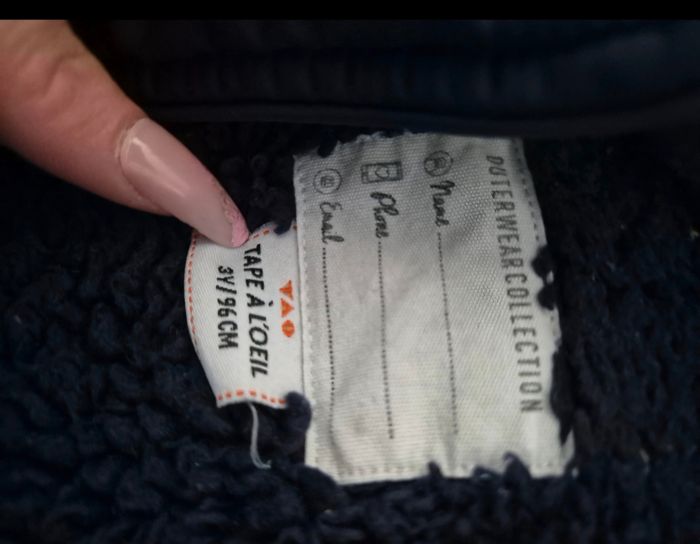 OUTERWEAR COLLECTION
Name
Phone
Email
TAO
TAPE À L'OEIL
3Y/96CM